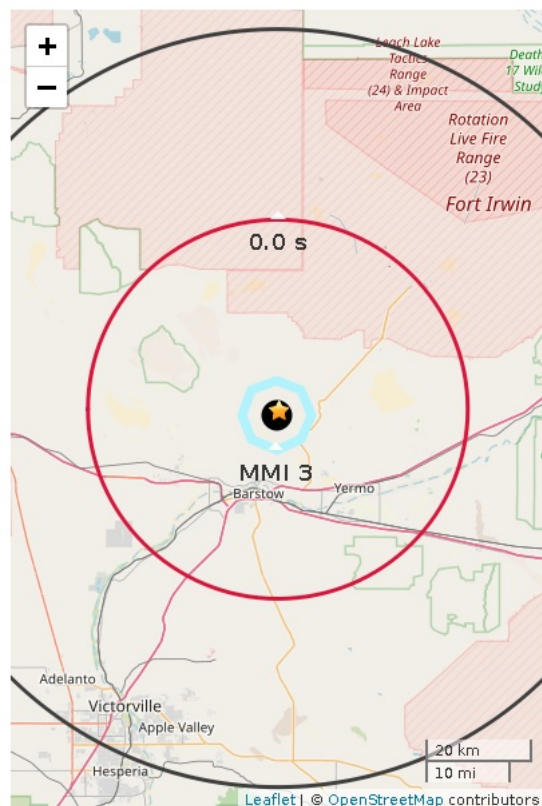 +
−
Leach Lake
Tactics
Range
(24) & Impact
Area
Death
17 Wil
Study
Rotation
Live Fire
Range
(23)
Fort Irwin
0.0 s
MMI 3
Barstow
Yermo
Adelanto
Victorville
Apple Valley
Hesperia
20 km
10 mi
Leaflet | © OpenStreetMap contributors